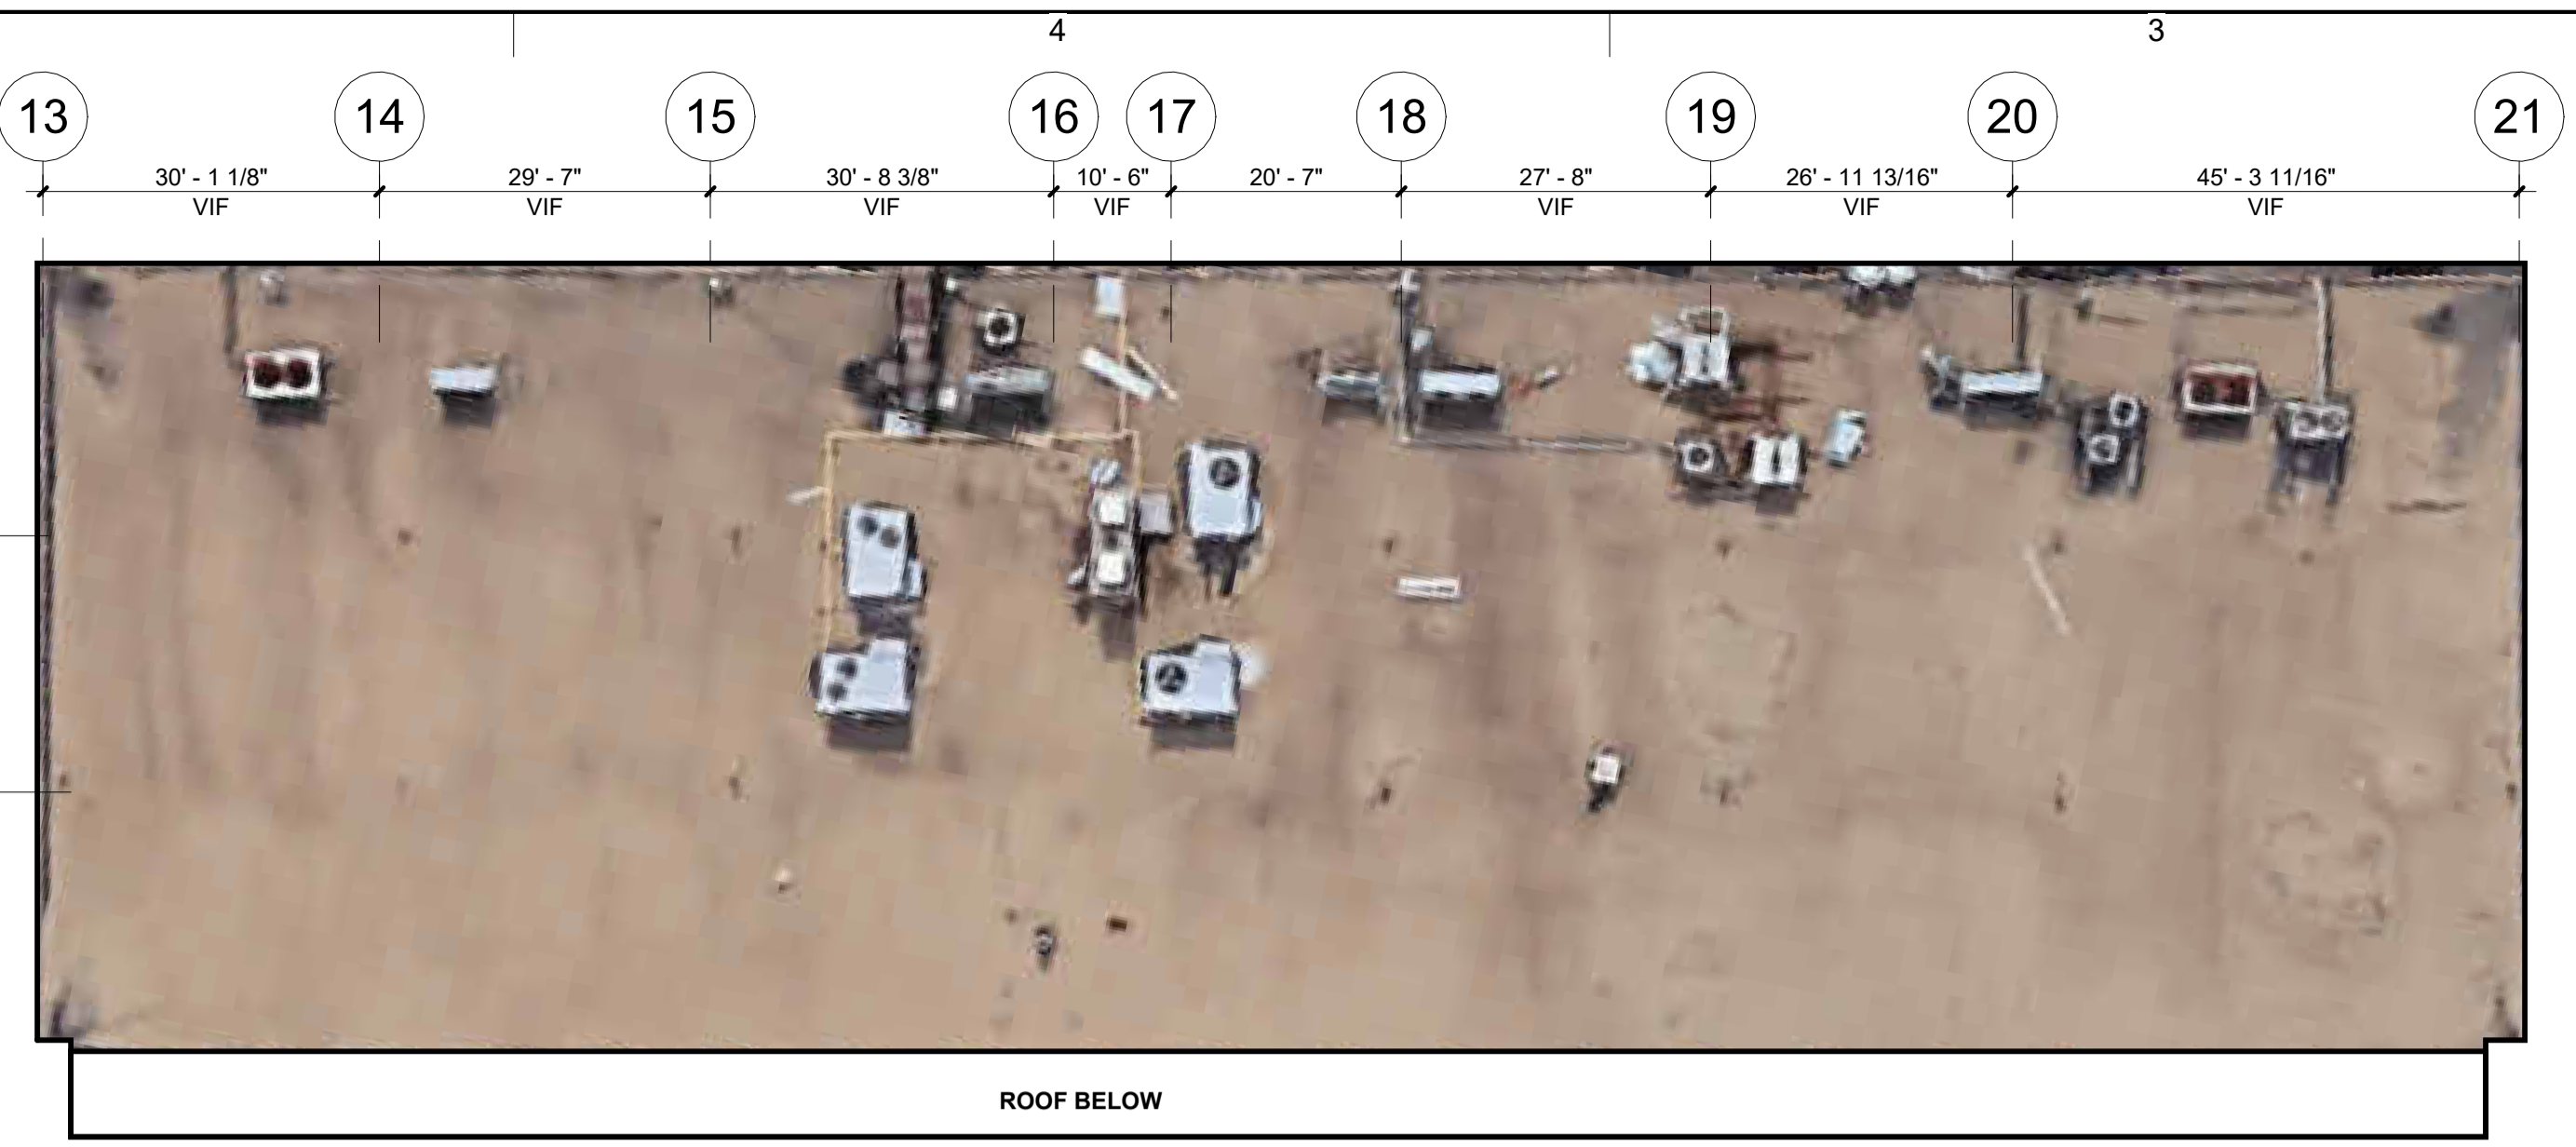 4 3
13 14 15 16 17 18 19 20 21
30' - 1 1/8" 29' - 7" 30' - 8 3/8" 10' - 6" 20' - 7" 27' - 8" 26' - 11 13/16" 45' - 3 11/16"
VIF VIF VIF VIF VIF VIF VIF
ROOF BELOW